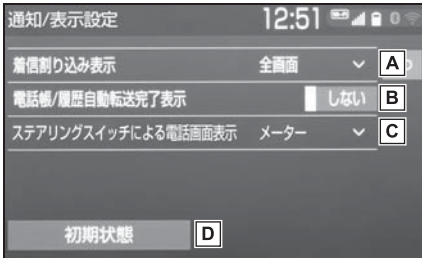 通知/表示設定 12:51 0
着信割り込み表示 全画面 A
電話帳/履歴自動転送完了表示 しない B
ステアリングスイッチによる電話画面表示 メーター C
初期状態 D